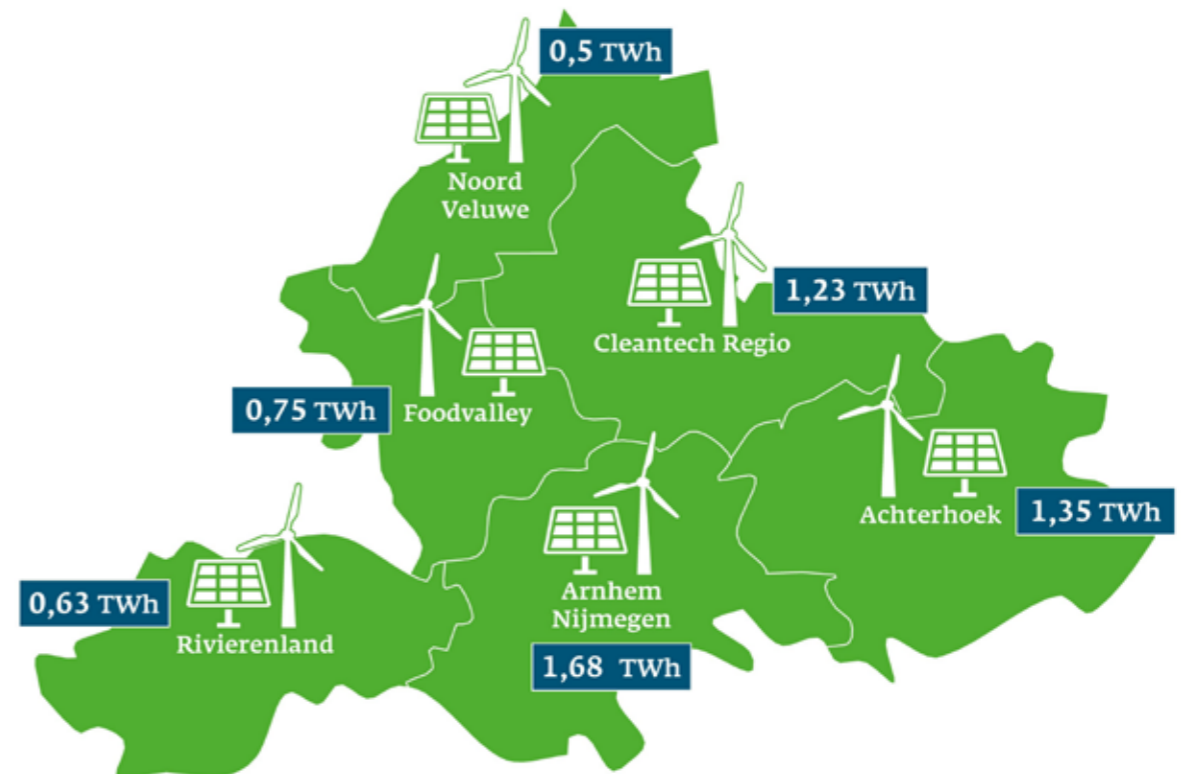 0,5 TWh
Noord
Veluwe
1,23 TWh
Cleantech Regio
0,75 TWh
Foodvalley
Achterhoek
1,35 TWh
0,63 TWh
Rivierenland
Arnhem
Nijmegen
1,68 TWh